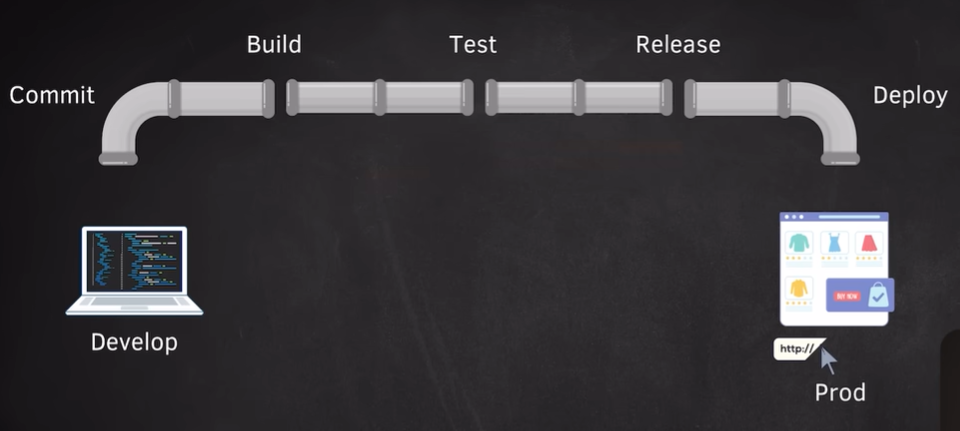 Build
Test
Release
Commit
Deploy
BUY NOW
Develop
http://
Prod